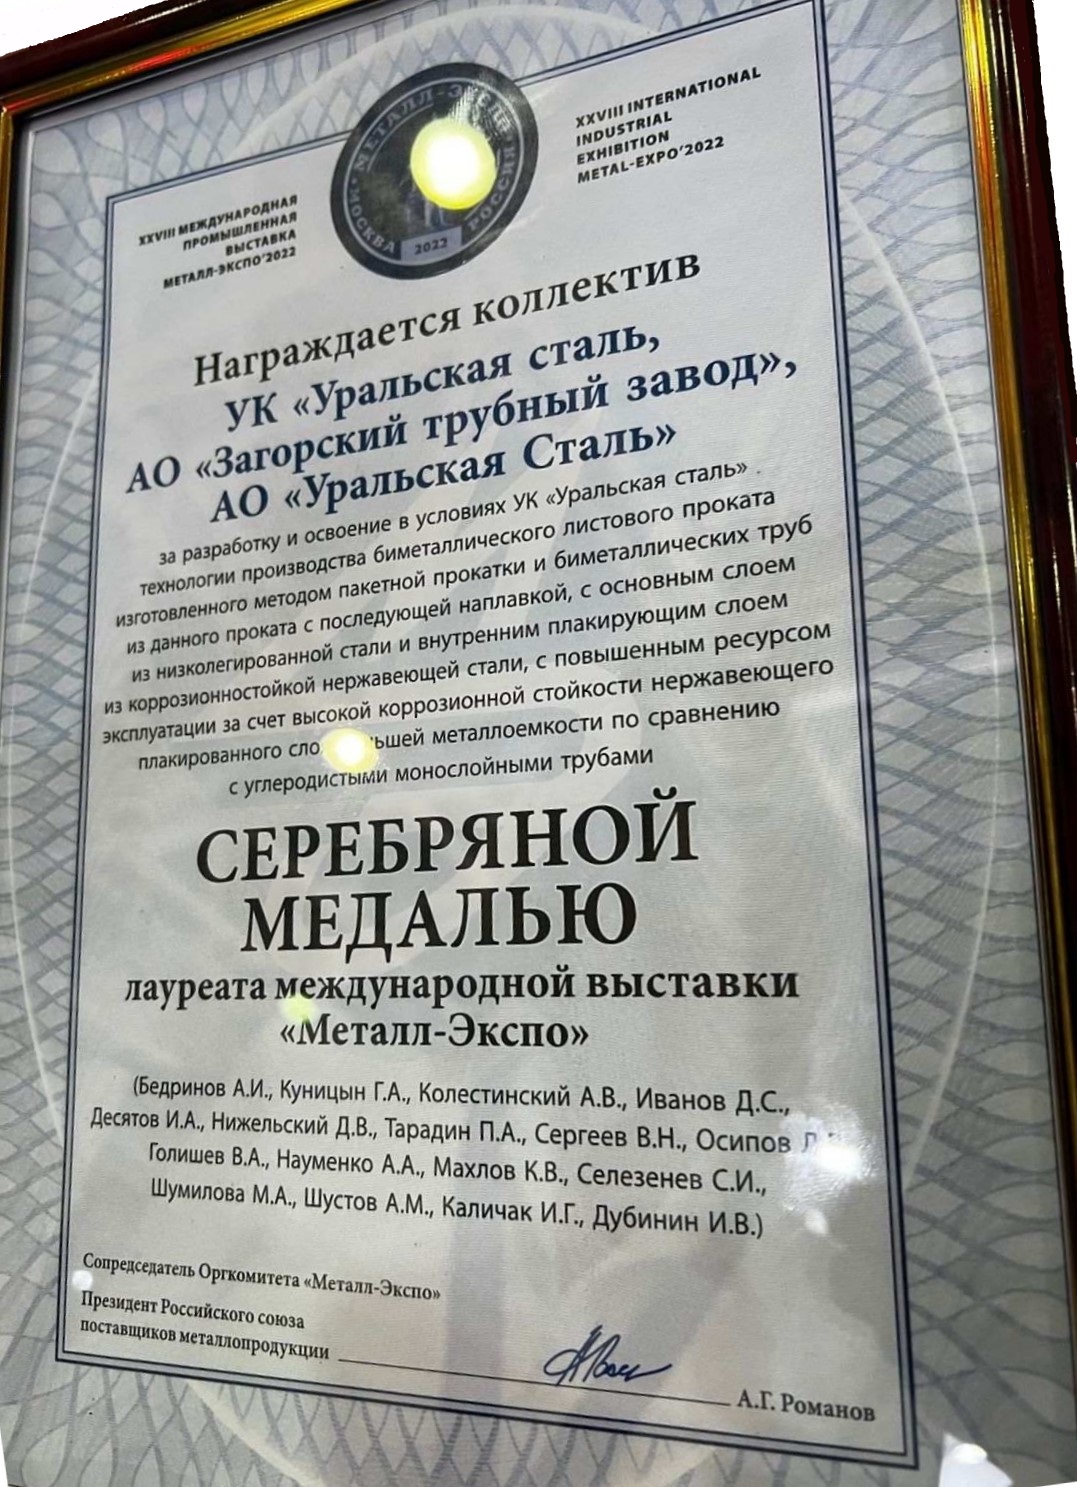 XXVIII МЕЖДУНАРОДНАЯ
ПРОМЫШЛЕННАЯ
ВЫСТАВКА
МЕТАЛЛ-ЭКСПО'2022
МЕТАЛЛ-ЭКСПО
МОСКВА 2022 РОССИЯ
XXVIII INTERNATIONAL
INDUSTRIAL
EXHIBITION
METAL-EXPO'2022
Награждается коллектив
УК «Уральская сталь,
АО «Загорский трубный завод»,
АО «Уральская Сталь»
за разработку и освоение в условиях УК «Уральская сталь»
технологии производства биметаллического листового проката
изготовленного методом пакетной прокатки и биметаллических труб
из данного проката с последующей наплавкой, с основным слоем
из низколегированной стали и внутренним плакирующим слоем
из коррозионностойкой нержавеющей стали, с повышенным ресурсом
эксплуатации за счет высокой коррозионной стойкости нержавеющего
плакированного металлоемкости по сравнению
с углеродистыми монослойными трубами
СЕРЕБРЯНОЙ
МЕДАЛЬЮ
лауреата международной выставки
«Металл-Экспо»
(Бедринов А.И., Куницын Г.А., Колестинский А.В., Иванов Д.С.,
Десятов И.А., Нижельский Д.В., Тарадин П.А., Сергеев В.Н., Осипов
Голишев В.А., Науменко А.А., Махлов К.В., Селезенев С.И.,
Шумилова М.А., Шустов А.М., Каличак И.Г., Дубинин И.В.)
Сопредседатель Оргкомитета «Металл-Экспо»
Президент Российского союза
поставщиков металлопродукции
А.Г. Романов